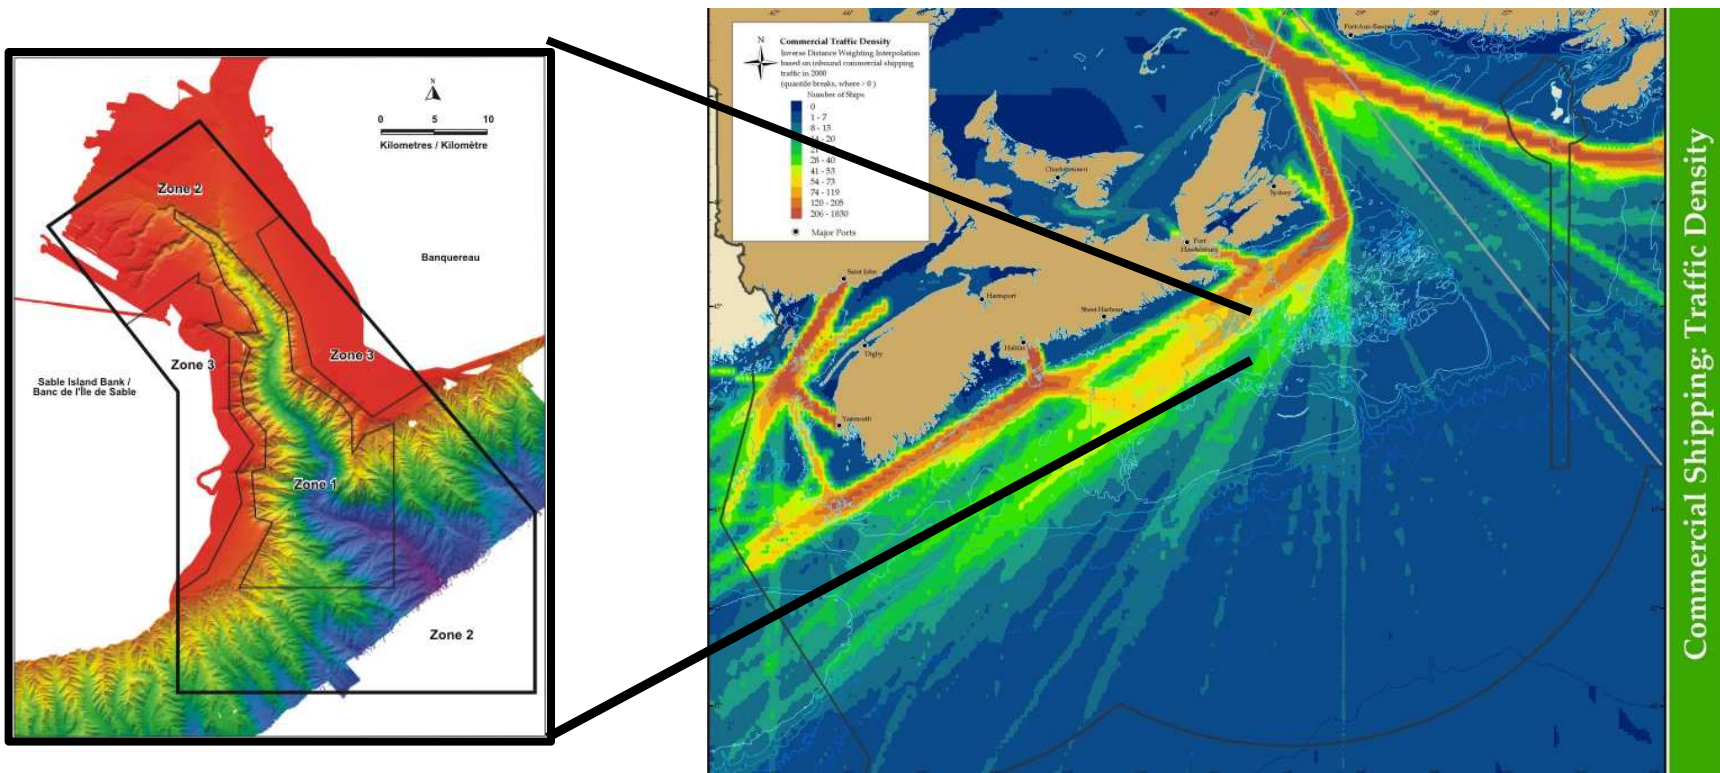 N
0 5 10
Kilometres / Kilomètre
Zone 2
Banquereau
Zone 3
Zone 3
Sable Island Bank /
Banc de l'Île de Sable
Zone 1
Zone 2
N
Commercial Traffic Density
Inverse Distance Weighting Interpolation
based on inbound commercial shipping
traffic in 2000
(quantile breaks, where > 0 )
Number of Ships
0
1 - 7
8 - 13
28 - 40
41 - 53
54 - 73
74 - 119
120 - 205
206 - 1830
Major Ports
Charlottetown
Sydney
Port
Hawkesbury
Saint John
Hantsport
Sheet Harbour
Halifax
Digby
Yarmouth
Commercial Shipping: Traffic Density